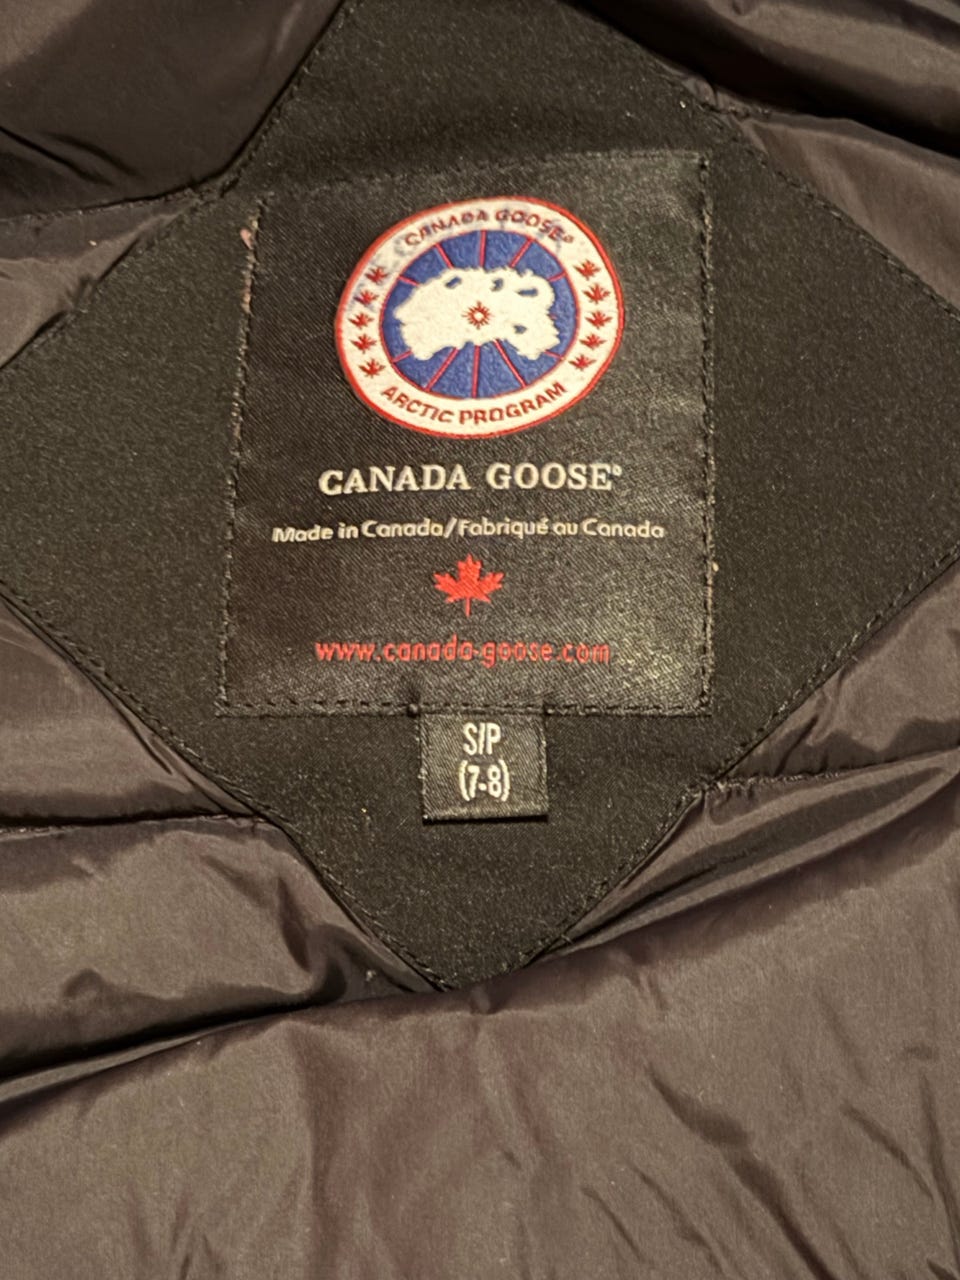 CANADA GOOSE®
ARCTIC PROGRAM
CANADA GOOSE®
Made in Canada/Fabriqué au Canada
www.canada-goose.com
S/P
(7-8)